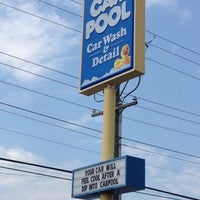 CAR
POOL
Car Wash &
Detail
YOUR CAR WILL
FEEL COOL AFTER A
DIP INTO CARPOOL